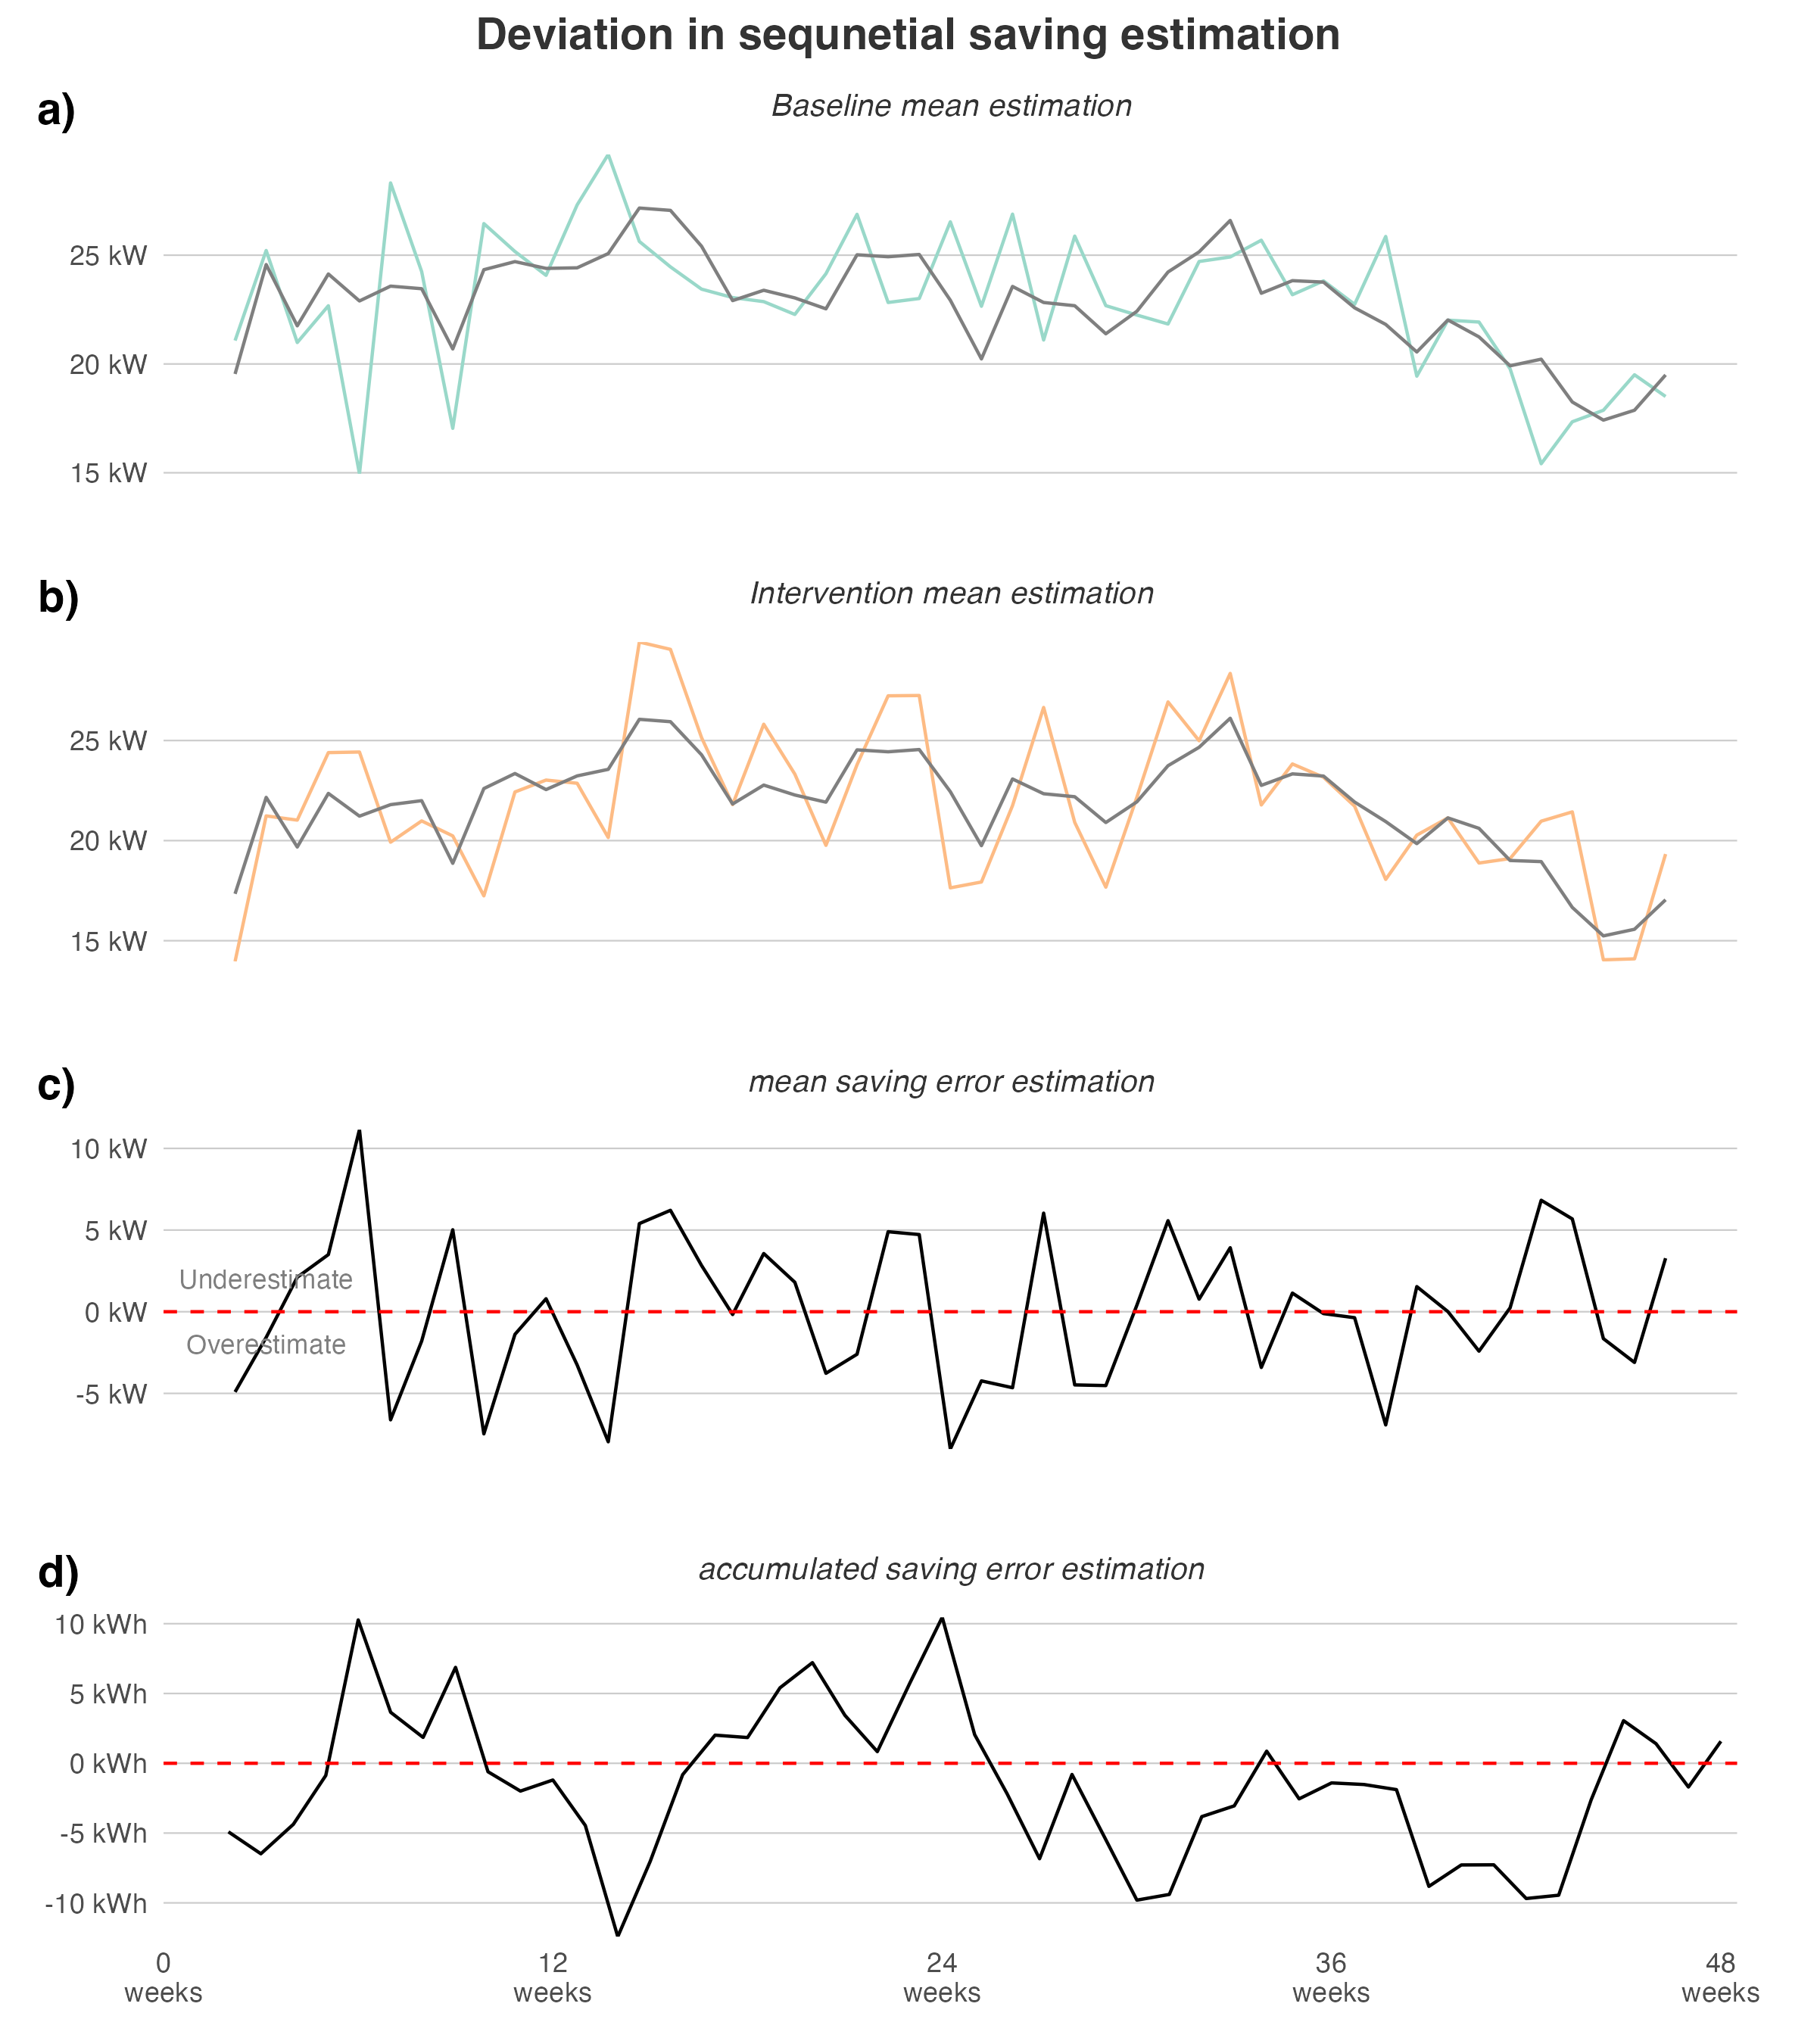 Deviation in sequnetial saving estimation
a)
Baseline mean estimation
25 kW
20 kW
15 kW
b)
Intervention mean estimation
25 kW
20 kW
15 kW
c)
mean saving error estimation
10 kW
5 kW
Underestimate
0 kW
Overestimate
-5 kW
d)
accumulated saving error estimation
10 kWh
5 kWh
0 kWh
-5 kWh
-10 kWh
0 12 24 36 48
weeks weeks weeks weeks weeks